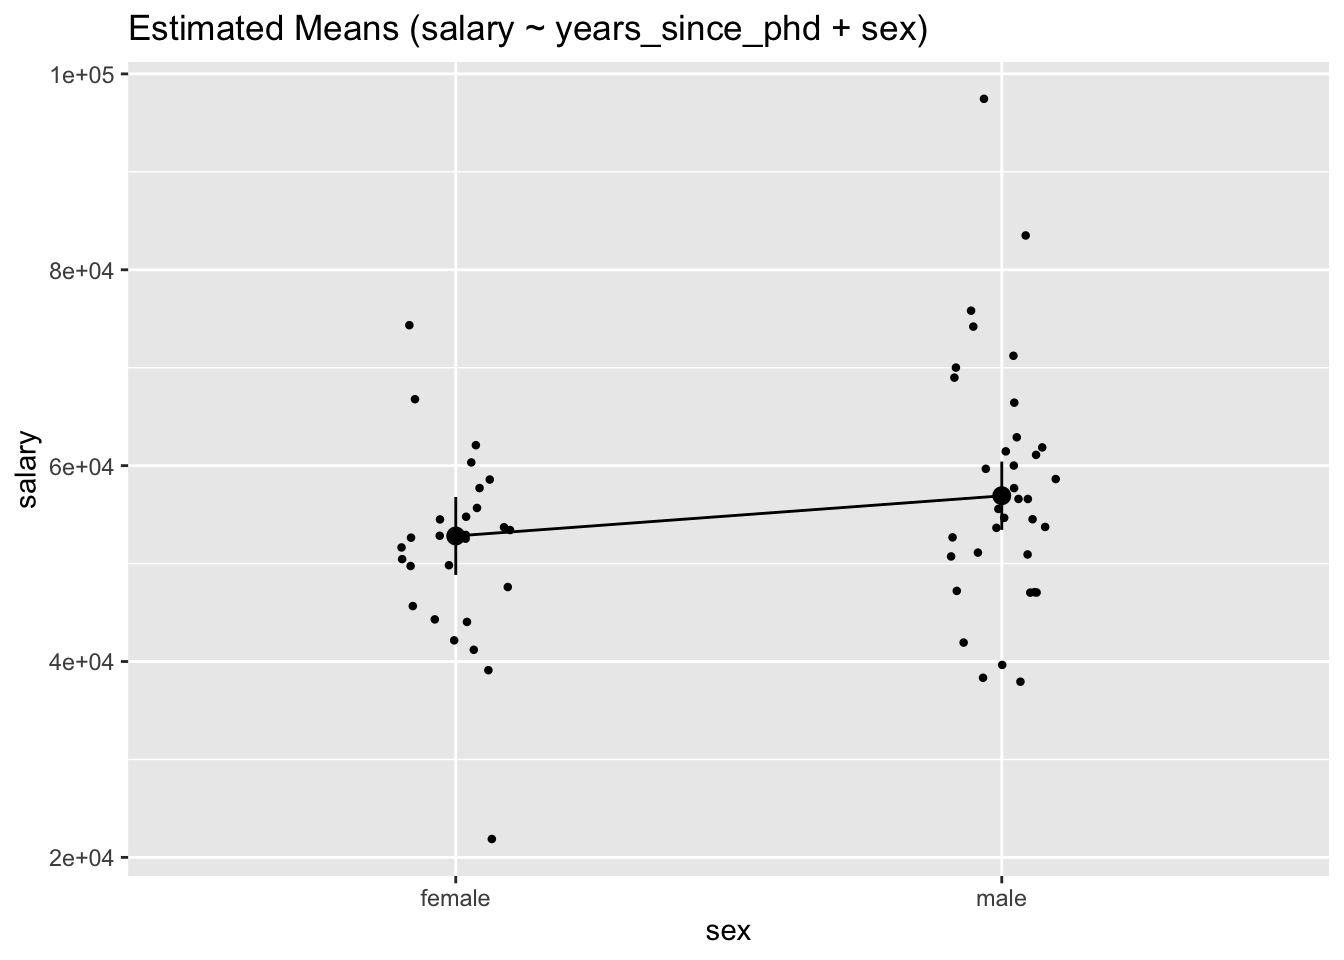 Estimated Means (salary ~ years_since_phd + sex)
1e+05
8e+04
6e+04
4e+04
2e+04
salary
female
male
sex